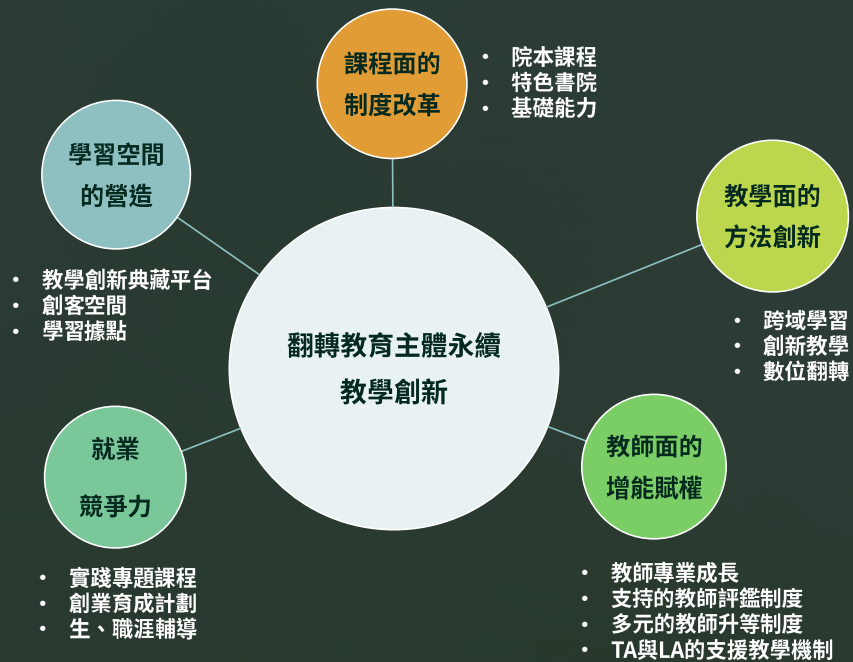 課程面的
制度改革
• 院本課程
• 特色書院
• 基礎能力
學習空間
的營造
• 教學創新典藏平台
• 創客空間
• 學習據點
教學面的
方法創新
• 跨域學習
• 創新教學
• 數位翻轉
翻轉教育主體永續
教學創新
就業
競爭力
• 實踐專題課程
• 創業育成計劃
• 生、職涯輔導
教師面的
增能賦權
• 教師專業成長
• 支持的教師評鑑制度
• 多元的教師升等制度
• TA與LA的支援教學機制